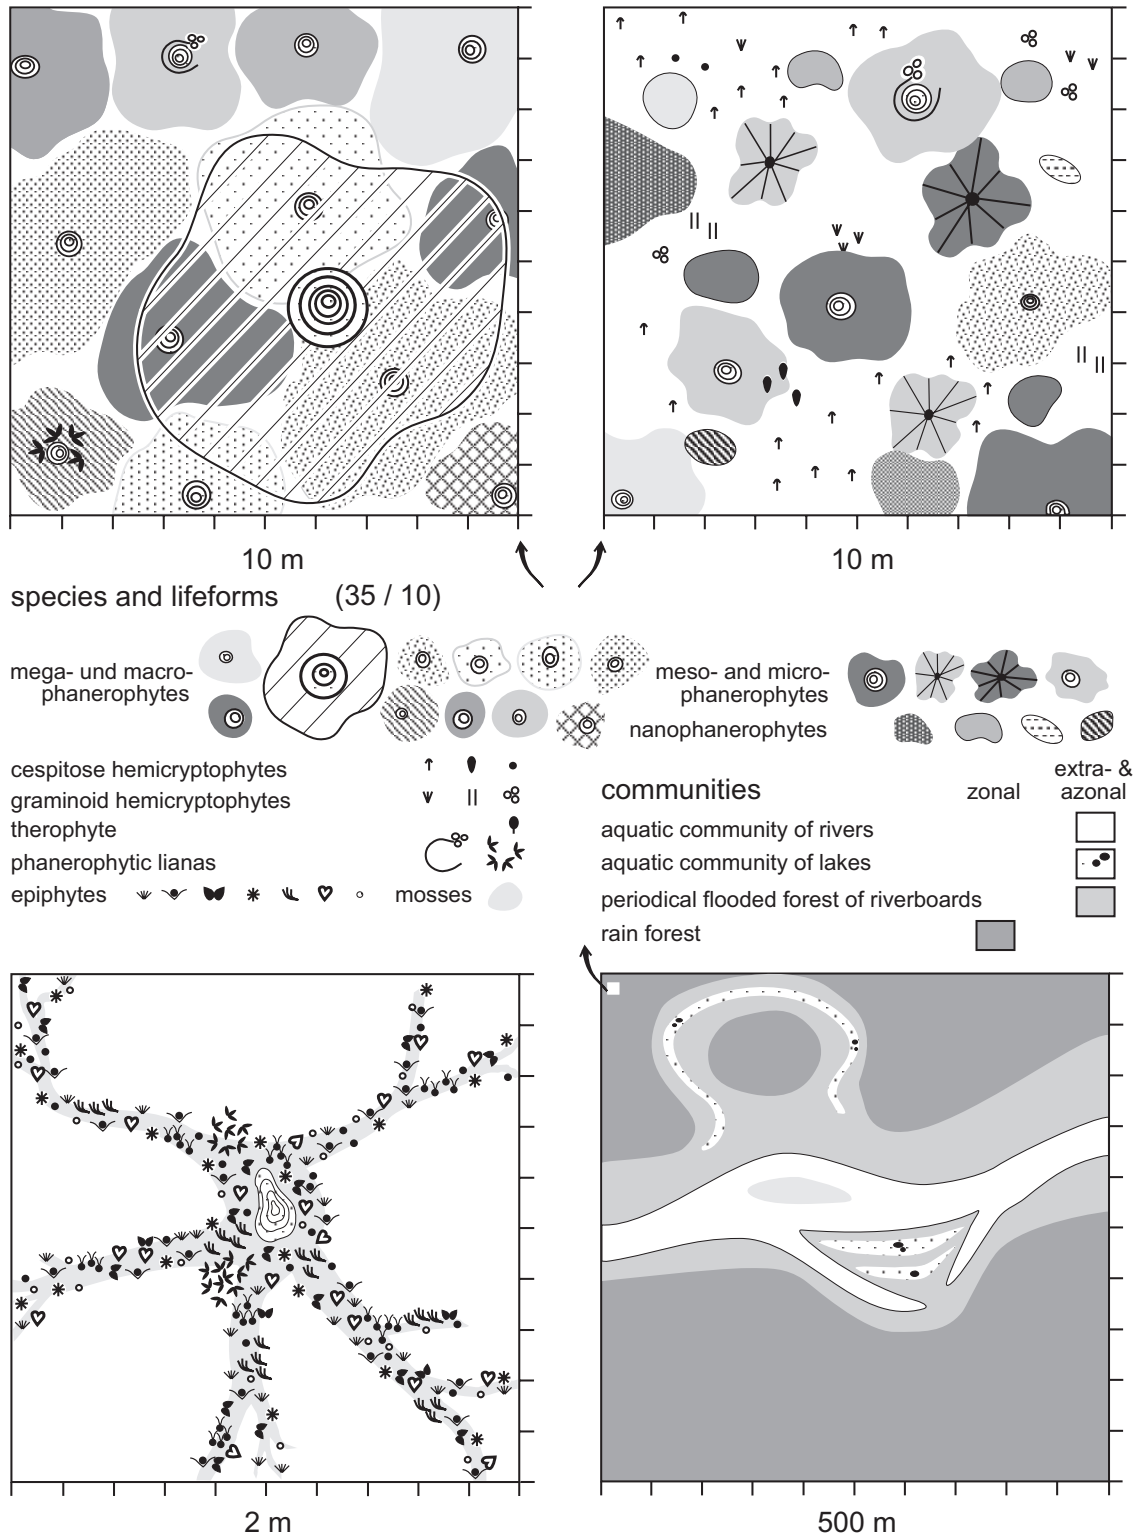 10 m
10 m
species and lifeforms (35 / 10)
mega- und macro-
phanerophytes
meso- and micro-
phanerophytes
nanophanerophytes
cespitose hemicryptophytes
graminoid hemicryptophytes
therophyte
phanerophytic lianas
epiphytes
mosses
communities
zonal
extra- &
azonal
aquatic community of rivers
aquatic community of lakes
periodical flooded forest of riverboards
rain forest
2 m
500 m